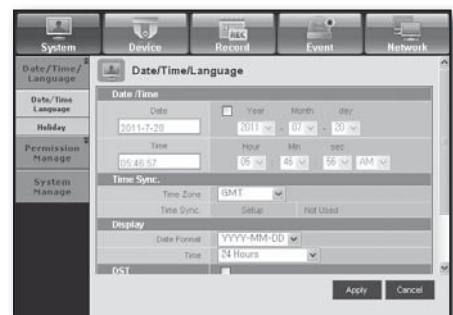 System Device Record Event Network
REC
Date/Time/
Language
Date/Time
Language
Holiday
Permission
Manage
System
Manage
Date/Time/Language
Date /Time
Date Year Month day
2011-7-20 2011 - 07 - 20
Time Hour Min sec
05:46:57 05 : 46 56 AM
Time Sync.
Time Zone GMT
Time Sync. Setup Not Used
Display
Date Format YYYY-MM-DD
Time 24 Hours
DST
Apply Cancel